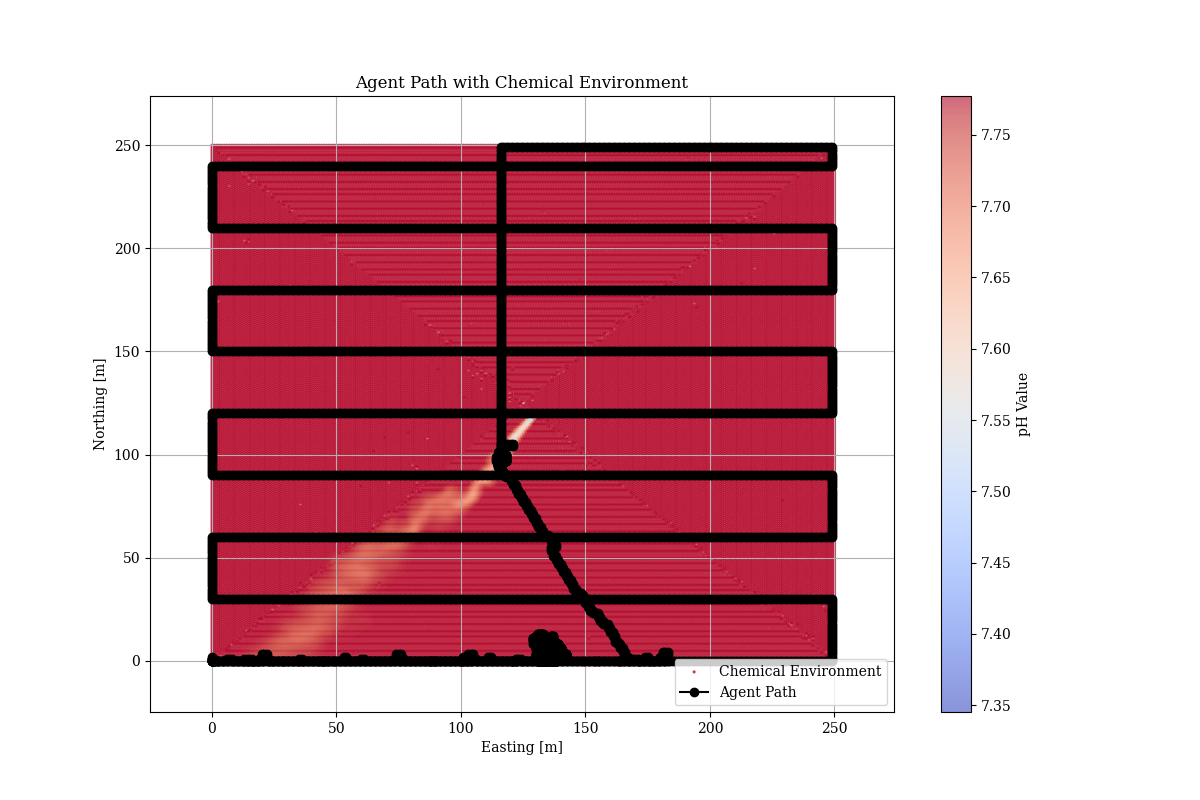 Agent Path with Chemical Environment
250
200
150
100
50
0
Northing [m]
0 50 100 150 200 250
Easting [m]
Chemical Environment
Agent Path
7.75
7.70
7.65
7.60
7.55
7.50
7.45
7.40
7.35
pH Value